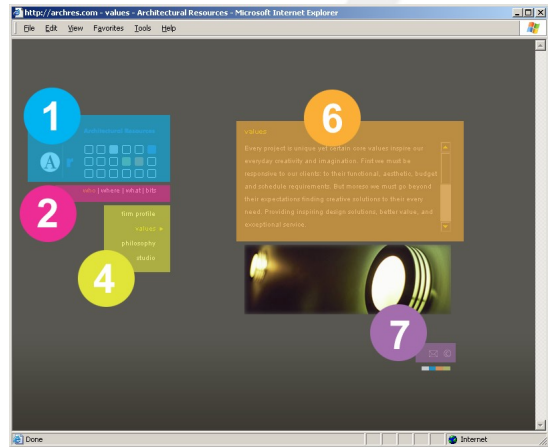 http://archres.com - values - Architectural Resources - Microsoft Internet Explorer
File Edit View Favorites Tools Help
1
Architectural Resources
A r
2
who | where | what | bits
film profile
values
philosophy
studio
4
6
values
Every project is unique yet certain core values inspire our
everyday creativity and imagination. First we must be
responsive to our clients: to their functional, aesthetic, budget
and schedule requirements. But moreso we must go beyond
their expectations finding creative solutions to their every
need. Providing inspiring design solutions, better value, and
exceptional service.
7
Done
Internet